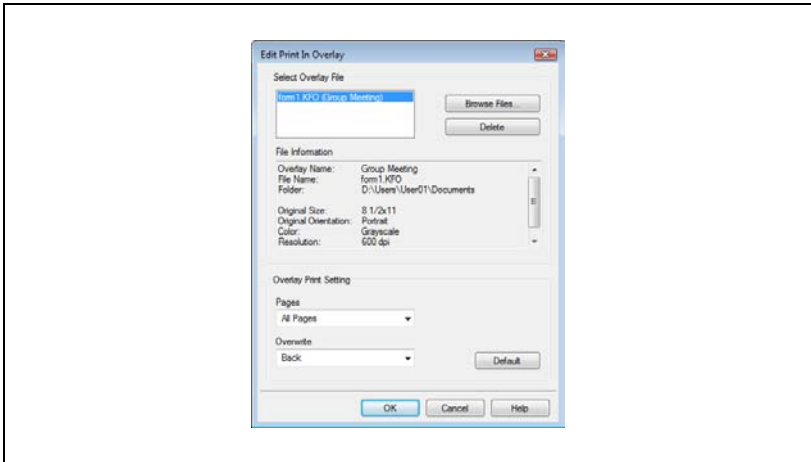 Edit Print In Overlay
Select Overlay File
form1.KFO (Group Meeting)
Browse Files...
Delete
File Information
Overlay Name: Group Meeting
File Name: form1.KFO
Folder: D:\Users\User01\Documents
Original Size: 8 1/2x11
Original Orientation: Portrait
Color: Grayscale
Resolution: 600 dpi
Overlay Print Setting
Pages
All Pages
Overwrite
Back
Default
OK Cancel Help